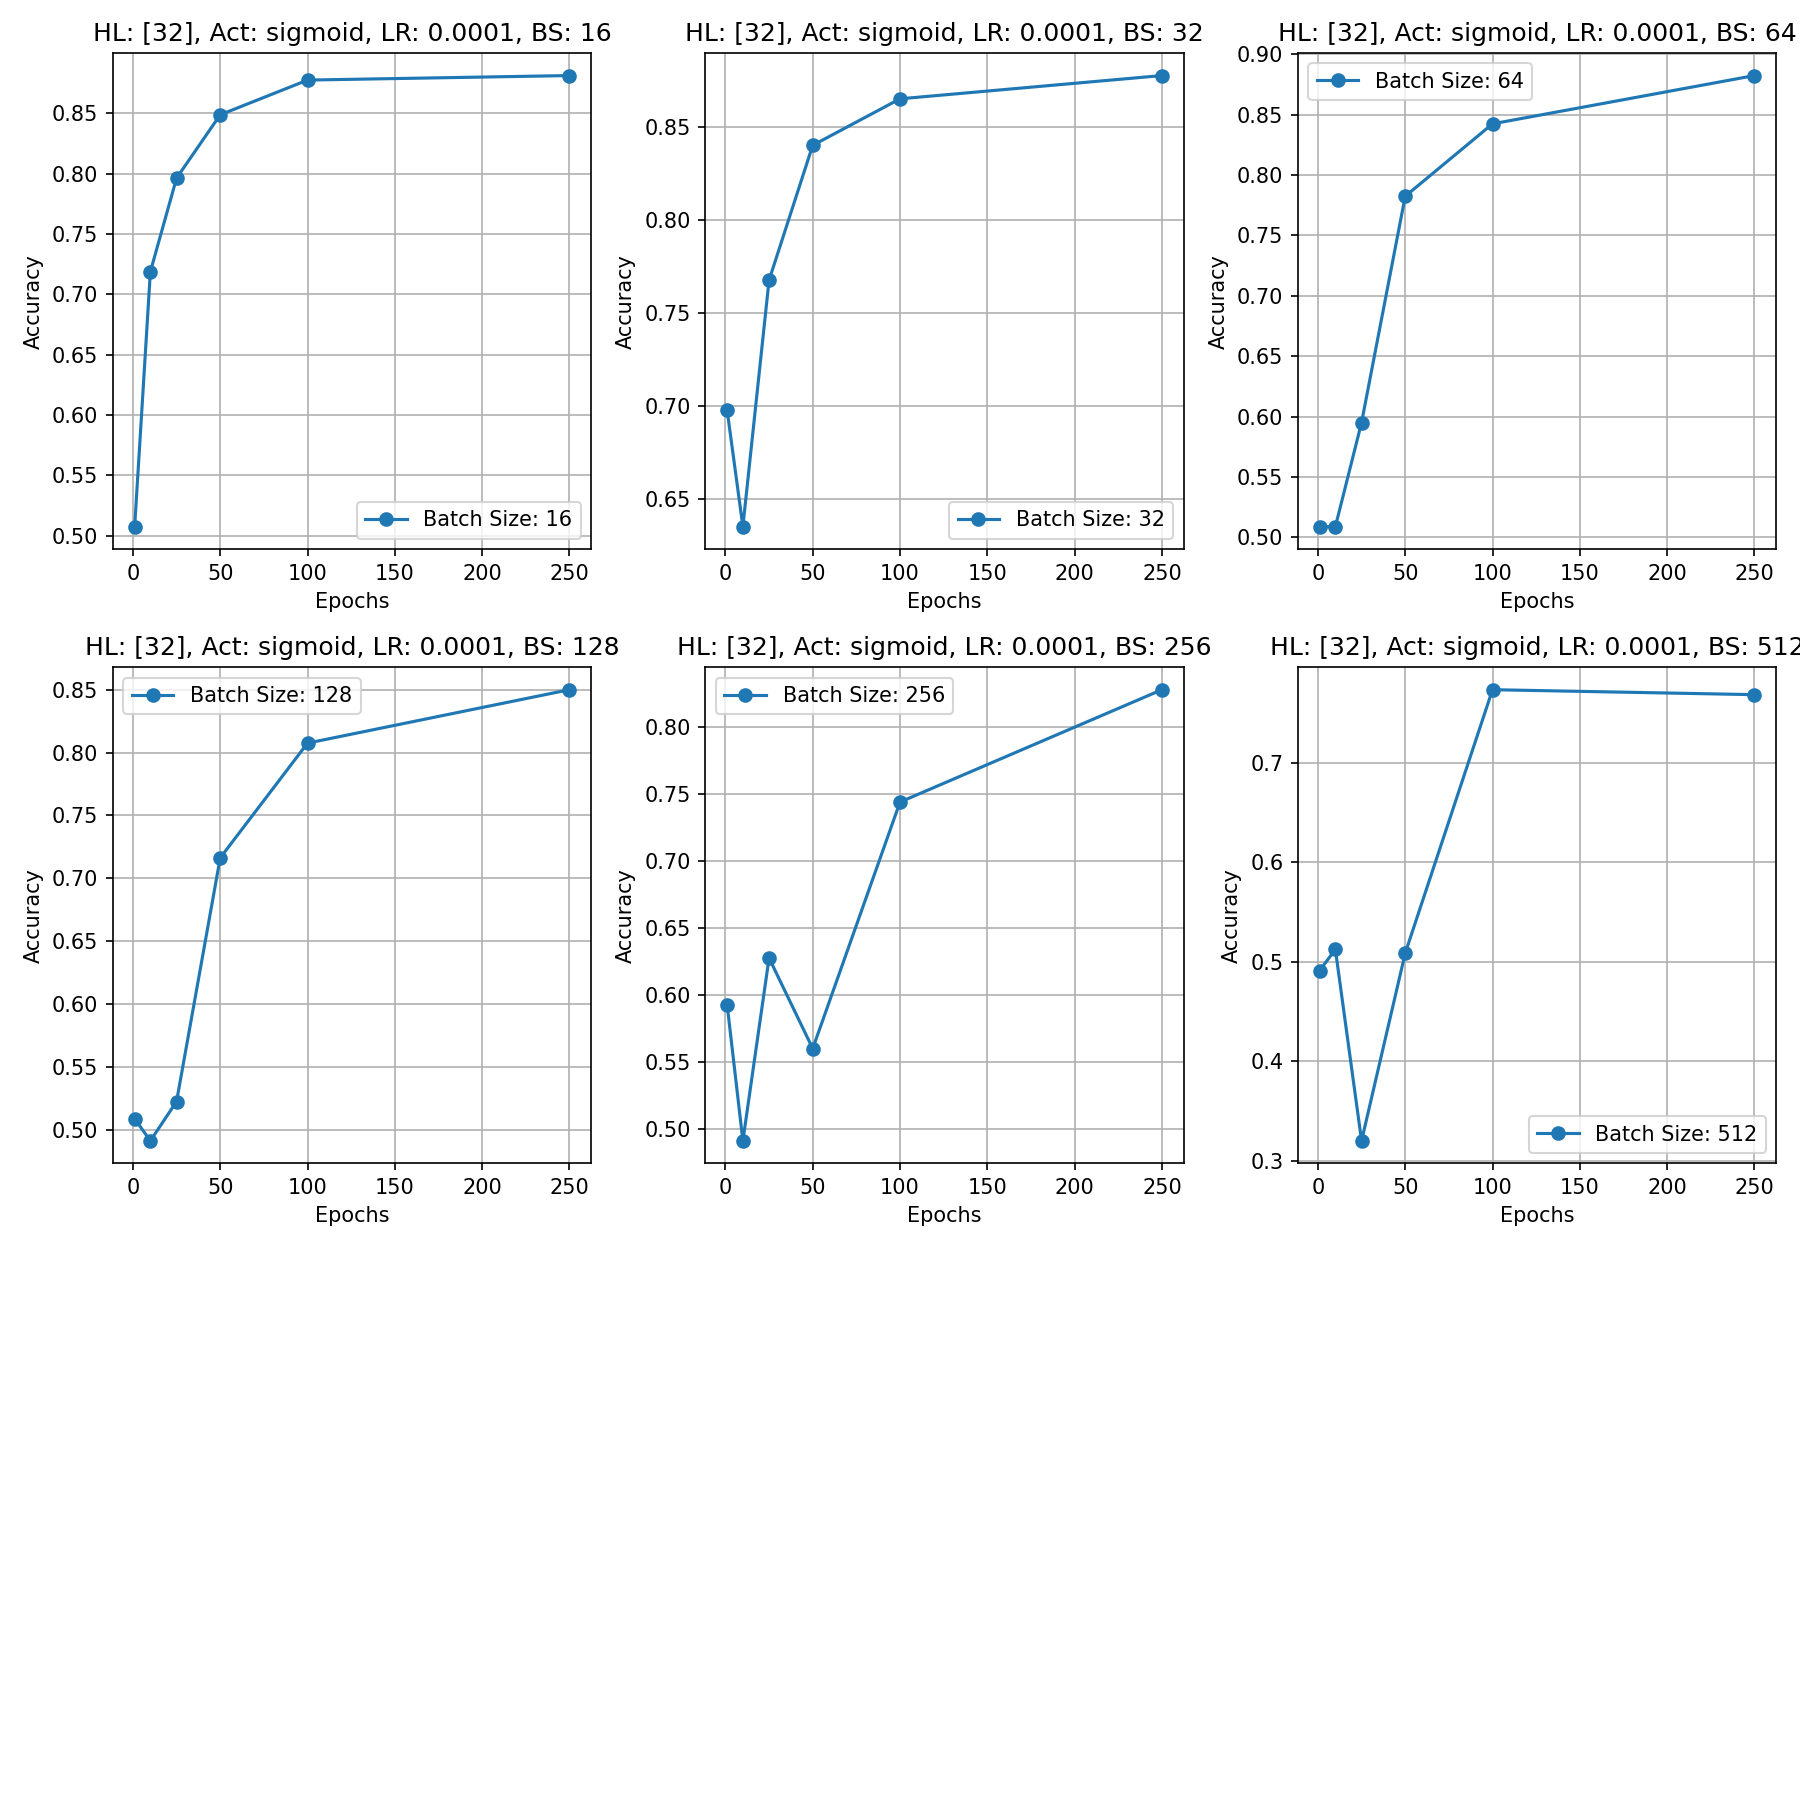 HL: [32], Act: sigmoid, LR: 0.0001, BS: 16
0.85
0.80
0.75
0.70
0.65
0.60
0.55
0.50
Accuracy
Batch Size: 16
0 50 100 150 200 250
Epochs
HL: [32], Act: sigmoid, LR: 0.0001, BS: 32
0.85
0.80
0.75
0.70
0.65
Accuracy
Batch Size: 32
0 50 100 150 200 250
Epochs
HL: [32], Act: sigmoid, LR: 0.0001, BS: 64
0.90
0.85
0.80
0.75
0.70
0.65
0.60
0.55
0.50
Accuracy
Batch Size: 64
0 50 100 150 200 250
Epochs
HL: [32], Act: sigmoid, LR: 0.0001, BS: 128
0.85
0.80
0.75
0.70
0.65
0.60
0.55
0.50
Accuracy
Batch Size: 128
0 50 100 150 200 250
Epochs
HL: [32], Act: sigmoid, LR: 0.0001, BS: 256
0.80
0.75
0.70
0.65
0.60
0.55
0.50
Accuracy
Batch Size: 256
0 50 100 150 200 250
Epochs
HL: [32], Act: sigmoid, LR: 0.0001, BS: 512
0.7
0.6
0.5
0.4
0.3
Accuracy
Batch Size: 512
0 50 100 150 200 250
Epochs